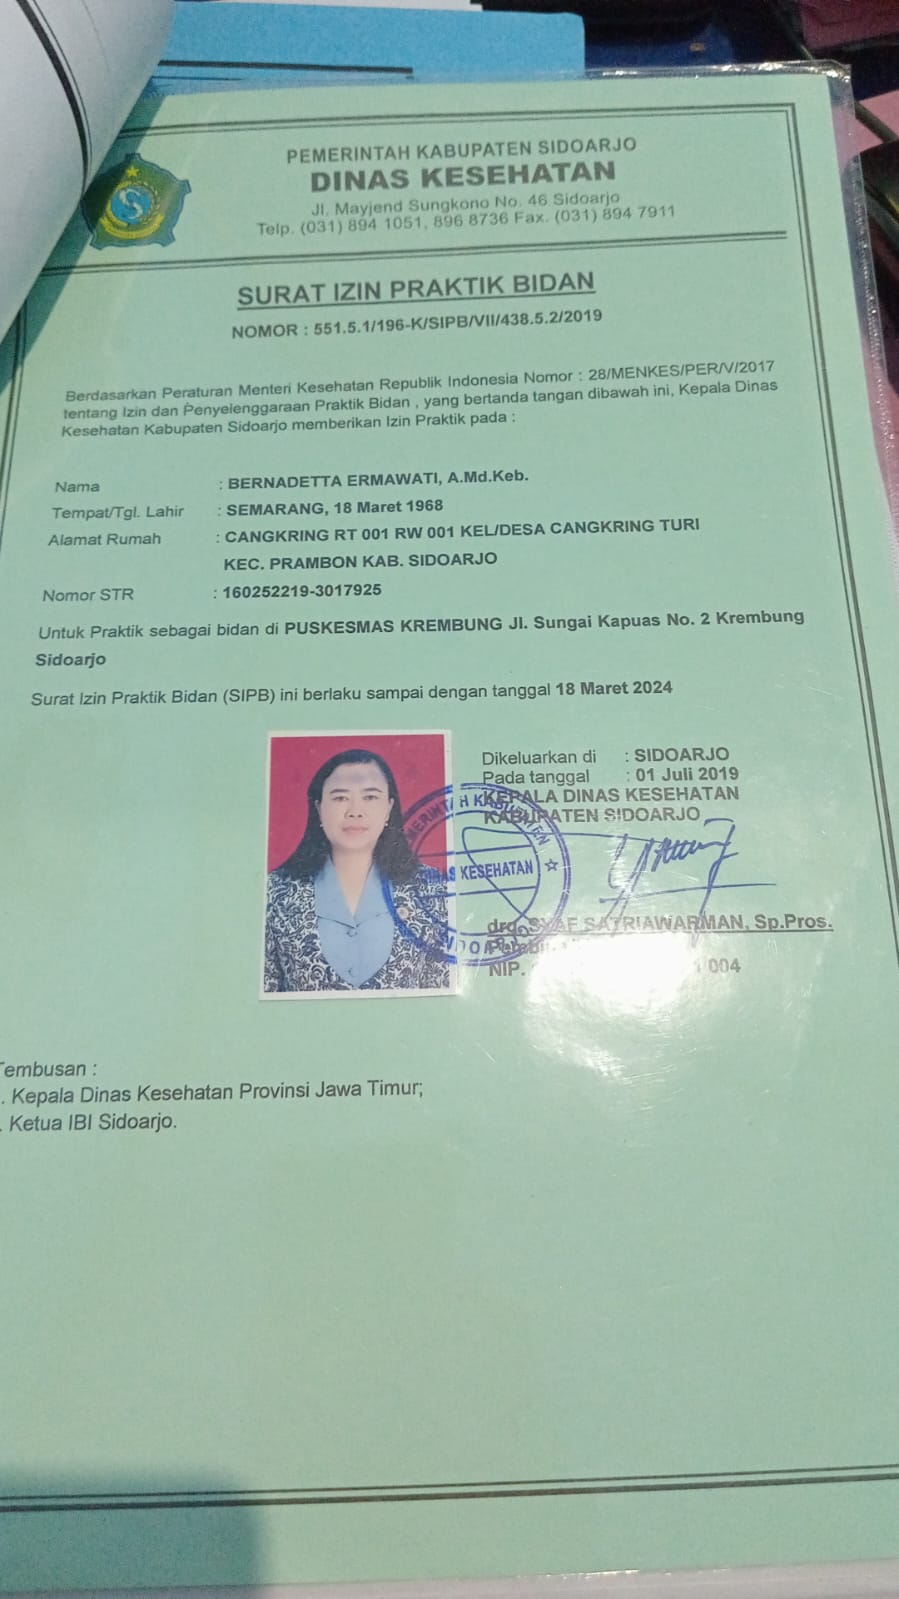 PEMERINTAH KABUPATEN SIDOARJO
DINAS KESEHATAN
Jl. Mayjend Sungkono No. 46 Sidoarjo
Telp. (031) 894 1051, 896 8736 Fax. (031) 894 7911
SURAT IZIN PRAKTIK BIDAN
NOMOR : 551.5.1/196-K/SIPB/VII/438.5.2/2019
Berdasarkan Peraturan Menteri Kesehatan Republik Indonesia Nomor : 28/MENKES/PER/V/2017
tentang Izin dan Penyelenggaraan Praktik Bidan , yang bertanda tangan dibawah ini, Kepala Dinas
Kesehatan Kabupaten Sidoarjo memberikan Izin Praktik pada :
Nama : BERNADETTA ERMAWATI, A.Md.Keb.
Tempat/Tgl. Lahir : SEMARANG, 18 Maret 1968
Alamat Rumah : CANGKRING RT 001 RW 001 KEL/DESA CANGKRING TURI
KEC. PRAMBON KAB. SIDOARJO
Nomor STR : 160252219-3017925
Untuk Praktik sebagai bidan di PUSKESMAS KREMBUNG Jl. Sungai Kapuas No. 2 Krembung
Sidoarjo
Surat Izin Praktik Bidan (SIPB) ini berlaku sampai dengan tanggal 18 Maret 2024
Dikeluarkan di : SIDOARJO
Pada tanggal : 01 Juli 2019
KEPALA DINAS KESEHATAN
KABUPATEN SIDOARJO
KESEHATAN
drg. SYAF SATRIAWARMAN, Sp.Pros.
NIP. 004
Tembusan :
. Kepala Dinas Kesehatan Provinsi Jawa Timur;
. Ketua IBI Sidoarjo.